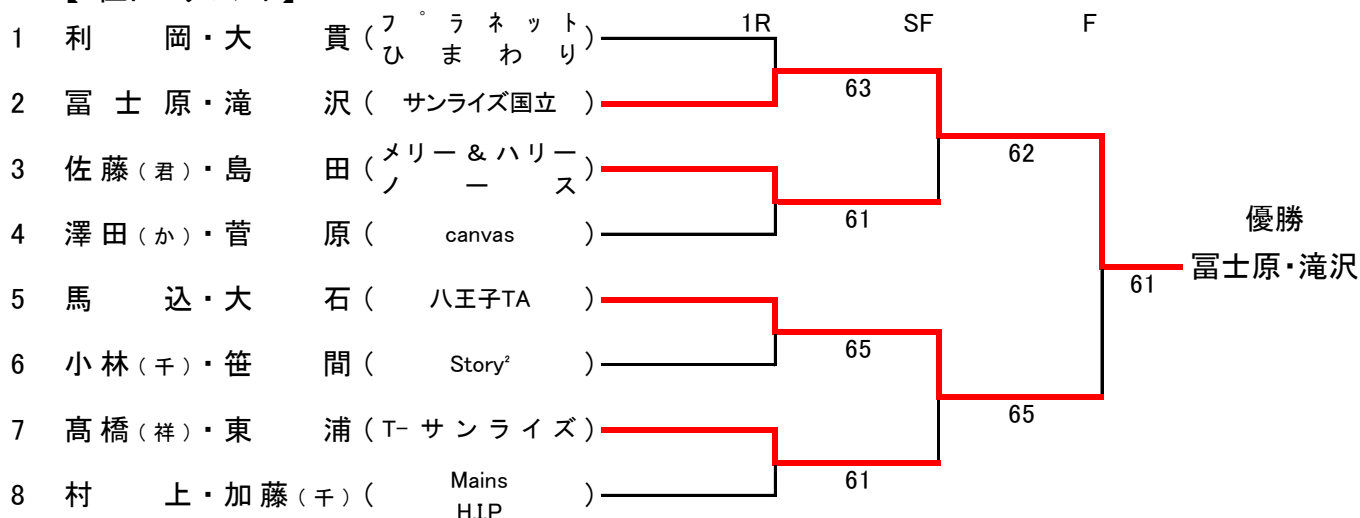 1R SF F
1 利岡・大貫(プラネット
ひまわり)
63
2 冨士原・滝沢(サンライズ国立)
62
3 佐藤(君)・島田(メリー&ハリー
ノース)
61
4 澤田(か)・菅原(canvas)
優勝
冨士原・滝沢
61
5 馬込・大石(八王子TA)
65
6 小林(千)・笹間(Story²)
65
7 髙橋(祥)・東浦(T-サンライズ)
61
8 村上・加藤(千)(Mains
H.I.P)